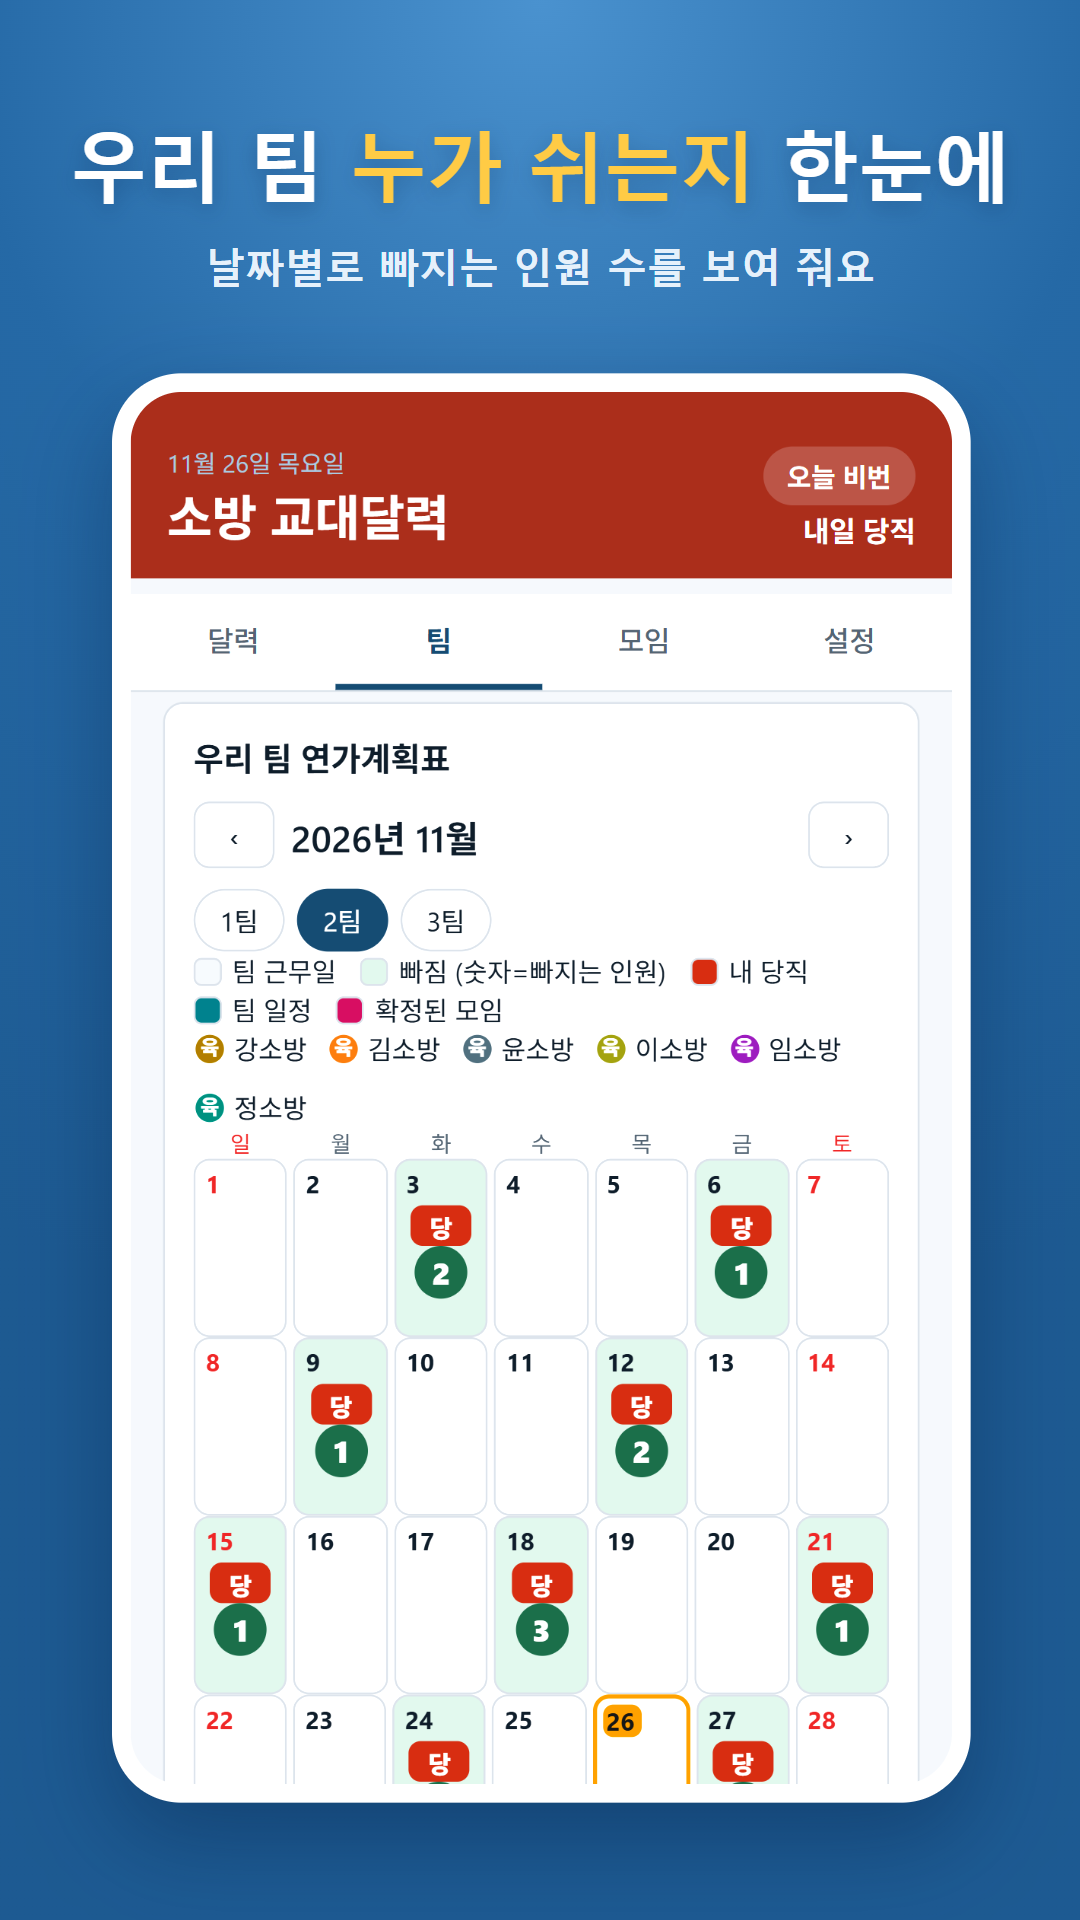 우리 팀 누가 쉬는지 한눈에
날짜별로 빠지는 인원 수를 보여 줘요
11월 26일 목요일
오늘 비번
소방 교대달력
내일 당직
달력 팀 모임 설정
우리 팀 연가계획표
‹ 2026년 11월 ›
1팀 2팀 3팀
팀 근무일 빠짐 (숫자=빠지는 인원) 내 당직
팀 일정 확정된 모임
육 강소방 육 김소방 육 윤소방 육 이소방 육 임소방
육 정소방
일 월 화 수 목 금 토
1 2 3 4 5 6 7
당 당
2 1
8 9 10 11 12 13 14
당 당
1 2
15 16 17 18 19 20 21
당 당 당
1 3 1
22 23 24 25 26 27 28
당 당